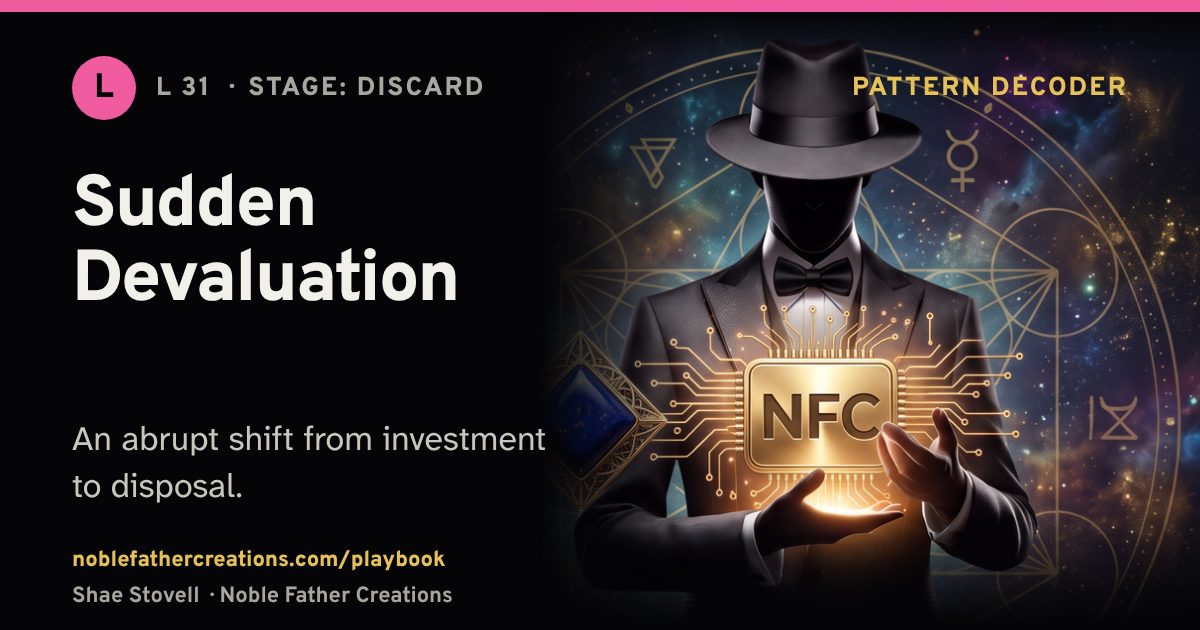 L
L 31 · STAGE: DISCARD
PATTERN DECODER
Sudden
Devaluation
An abrupt shift from investment
to disposal.
NFC
noblefathercreations.com/playbook
Shae Stovell · Noble Father Creations